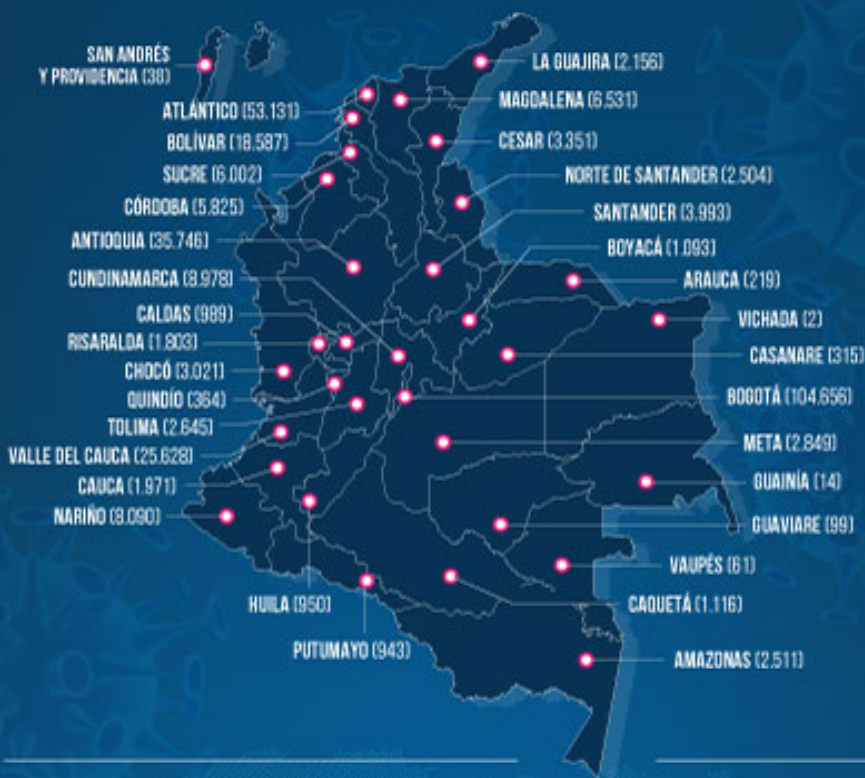 SAN ANDRÉS
Y PROVIDENCIA (38)
ATLÁNTICO (53.131)
BOLÍVAR (18.587)
SUCRE (6.002)
CÓRDOBA (5.825)
ANTIOQUIA (35.746)
CUNDINAMARCA (8.978)
CALDAS (989)
RISARALDA (1.803)
CHOCÓ (3.021)
QUINDÍO (364)
TOLIMA (2.645)
VALLE DEL CAUCA (25.628)
CAUCA (1.971)
NARIÑO (8.090)
HUILA (950)
PUTUMAYO (943)
LA GUAJIRA (2.156)
MAGDALENA (6.531)
CESAR (3.351)
NORTE DE SANTANDER (2.504)
SANTANDER (3.993)
BOYACÁ (1.093)
ARAUCA (219)
VICHADA (2)
CASANARE (315)
BOGOTÁ (104.656)
META (2.849)
GUAINÍA (14)
GUAVIARE (99)
VAUPÉS (61)
CAQUETÁ (1.116)
AMAZONAS (2.511)